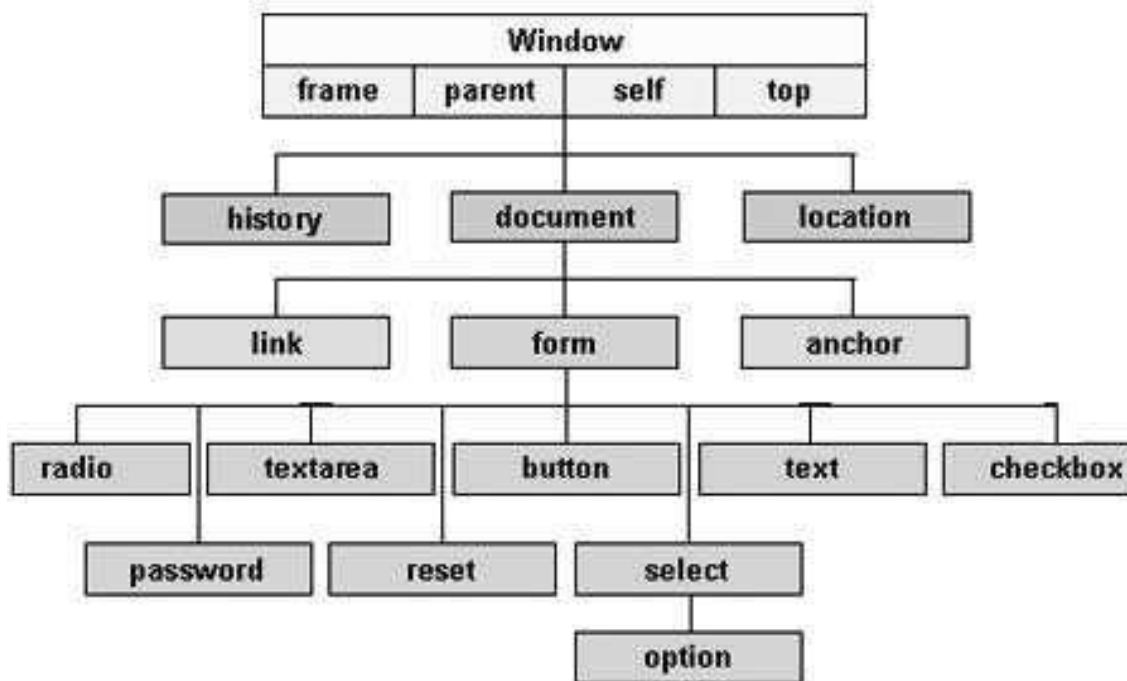 Window
frame parent self top
history document location
link form anchor
radio textarea button text checkbox
password reset select
option